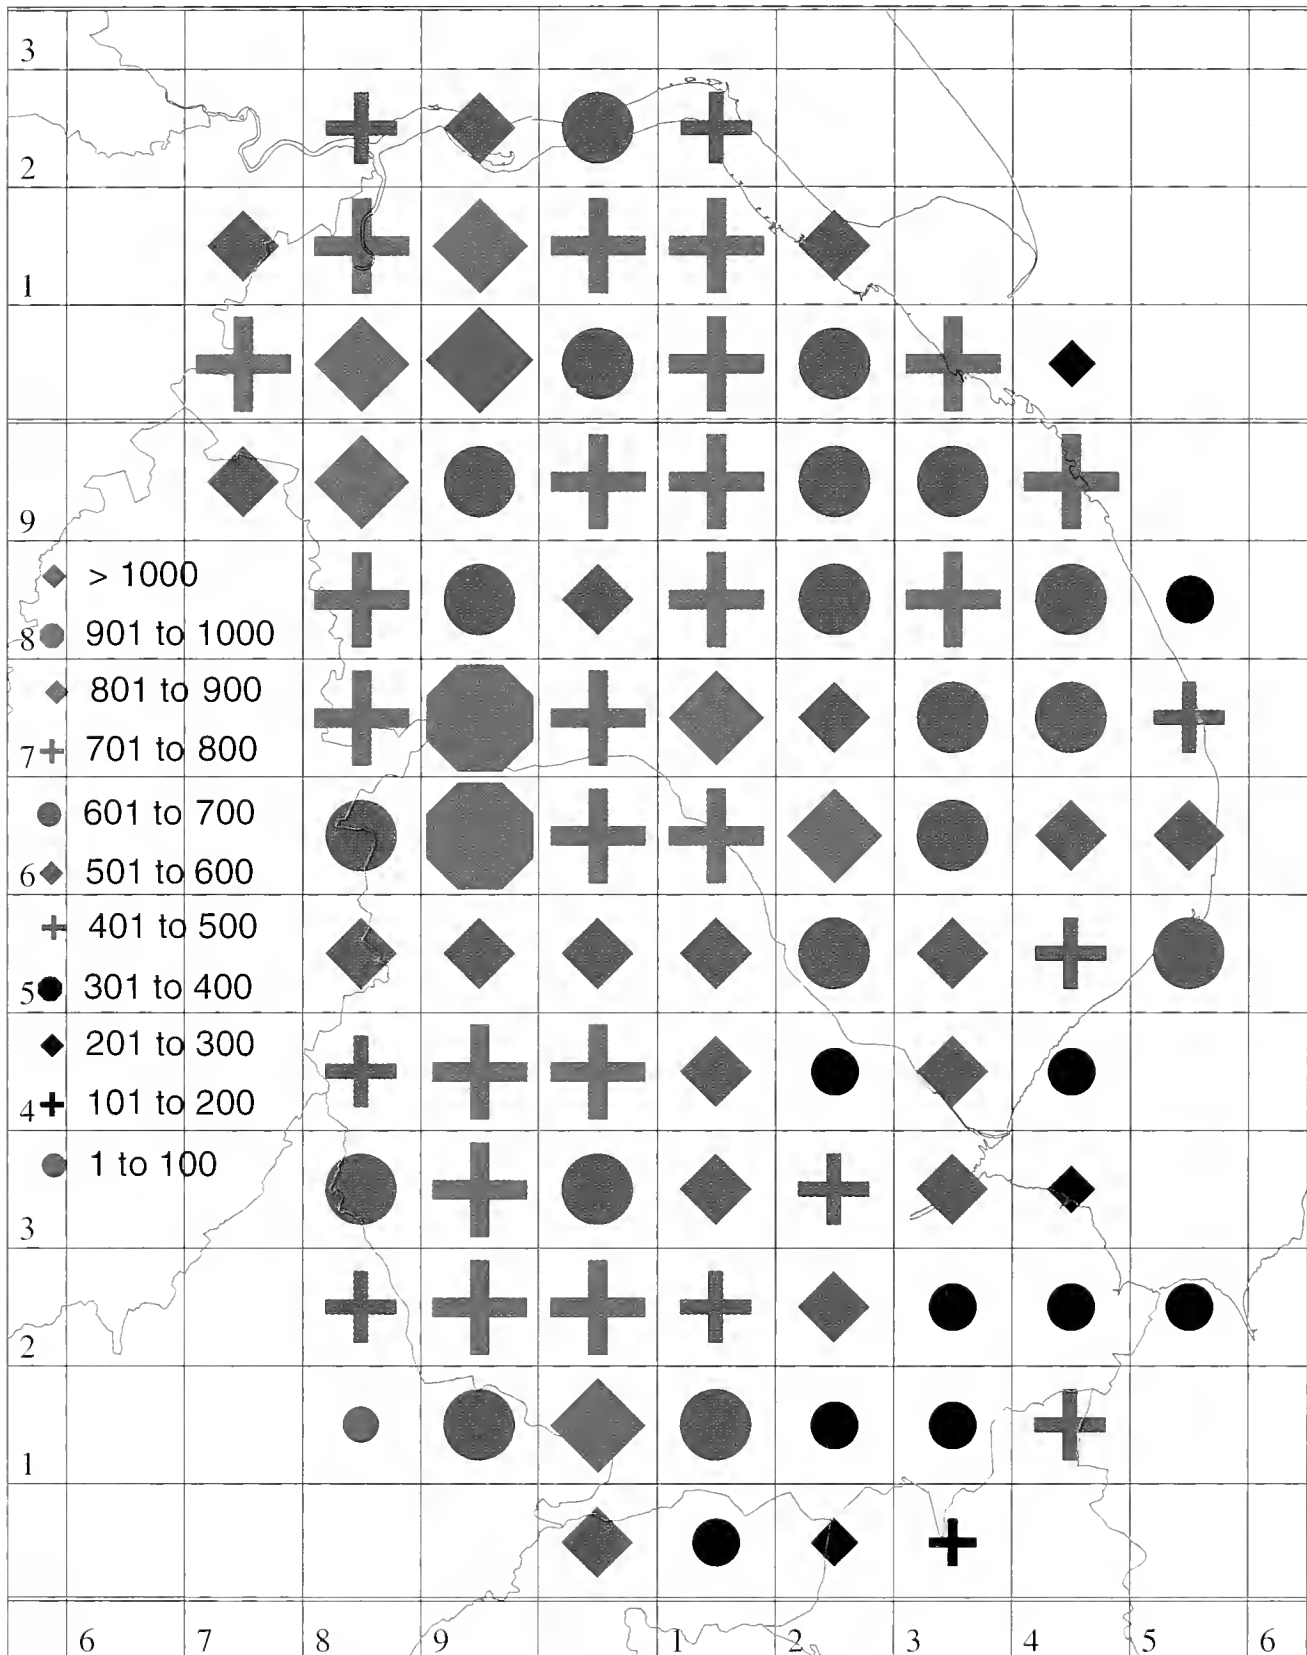 3
2
1
9
> 1000
8 901 to 1000
801 to 900
7 701 to 800
601 to 700
6 501 to 600
401 to 500
5 301 to 400
201 to 300
4 101 to 200
1 to 100
3
2
1
6 7 8 9 1 2 3 4 5 6